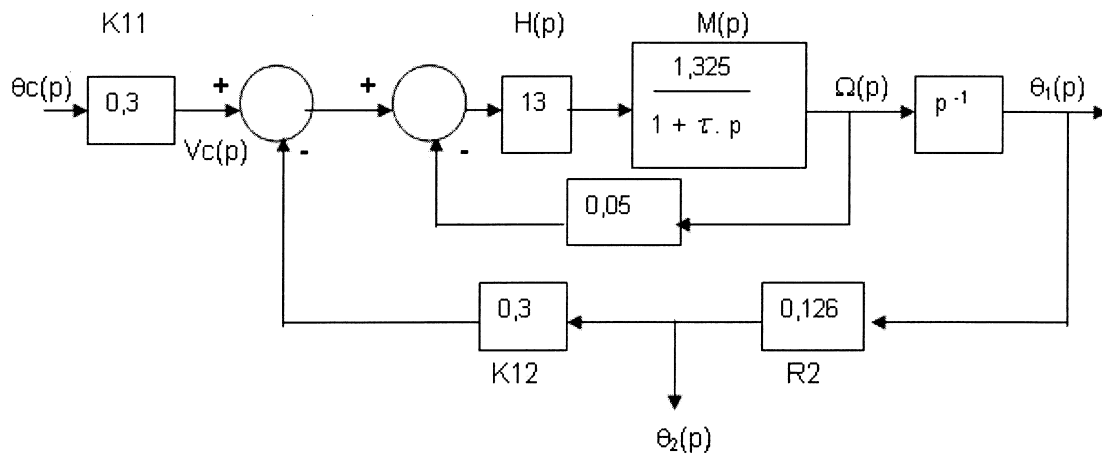 K11
H(p)
M(p)
θc(p)
0,3
+
+
13
1,325
1 + τ . p
Ω(p)
p -1
θ1(p)
Vc(p)
-
-
0,05
0,3
0,126
K12
R2
θ2(p)